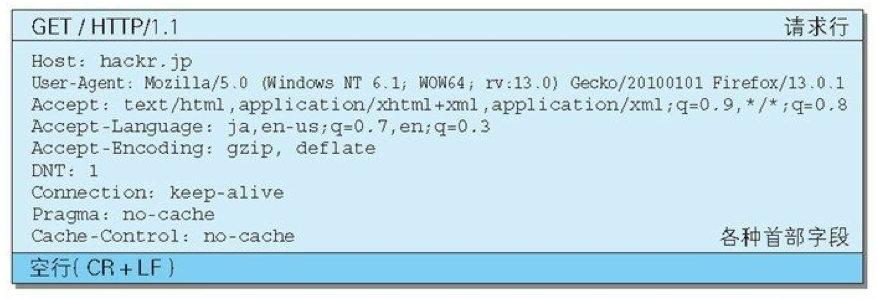 GET / HTTP/1.1 请求行
Host: hackr.jp
User-Agent: Mozilla/5.0 (Windows NT 6.1; WOW64; rv:13.0) Gecko/20100101 Firefox/13.0.1
Accept: text/html,application/xhtml+xml,application/xml;q=0.9,*/*;q=0.8
Accept-Language: ja,en-us;q=0.7,en;q=0.3
Accept-Encoding: gzip, deflate
DNT: 1
Connection: keep-alive
Pragma: no-cache
Cache-Control: no-cache 各种首部字段
空行( CR + LF )